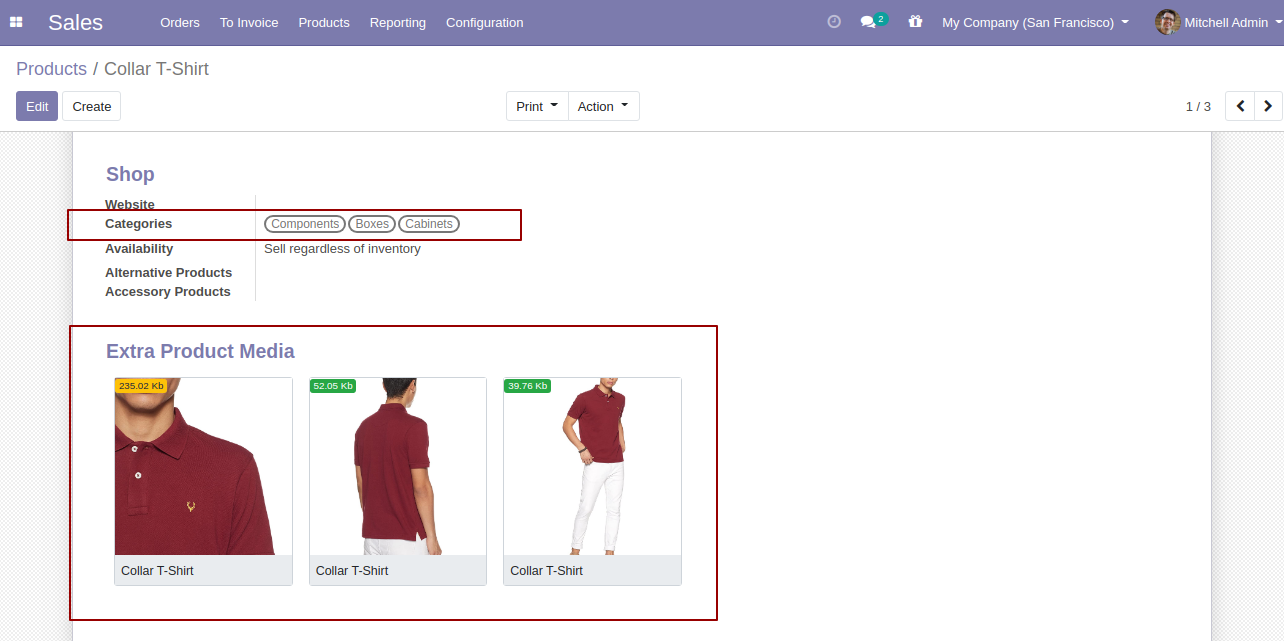 Sales Orders To Invoice Products Reporting Configuration 2 My Company (San Francisco) Mitchell Admin
Products / Collar T-Shirt
Edit Create Print Action 1 / 3
Shop
Website
Categories Components Boxes Cabinets
Availability Sell regardless of inventory
Alternative Products
Accessory Products
Extra Product Media
235.02 Kb 52.05 Kb 39.76 Kb
Collar T-Shirt Collar T-Shirt Collar T-Shirt